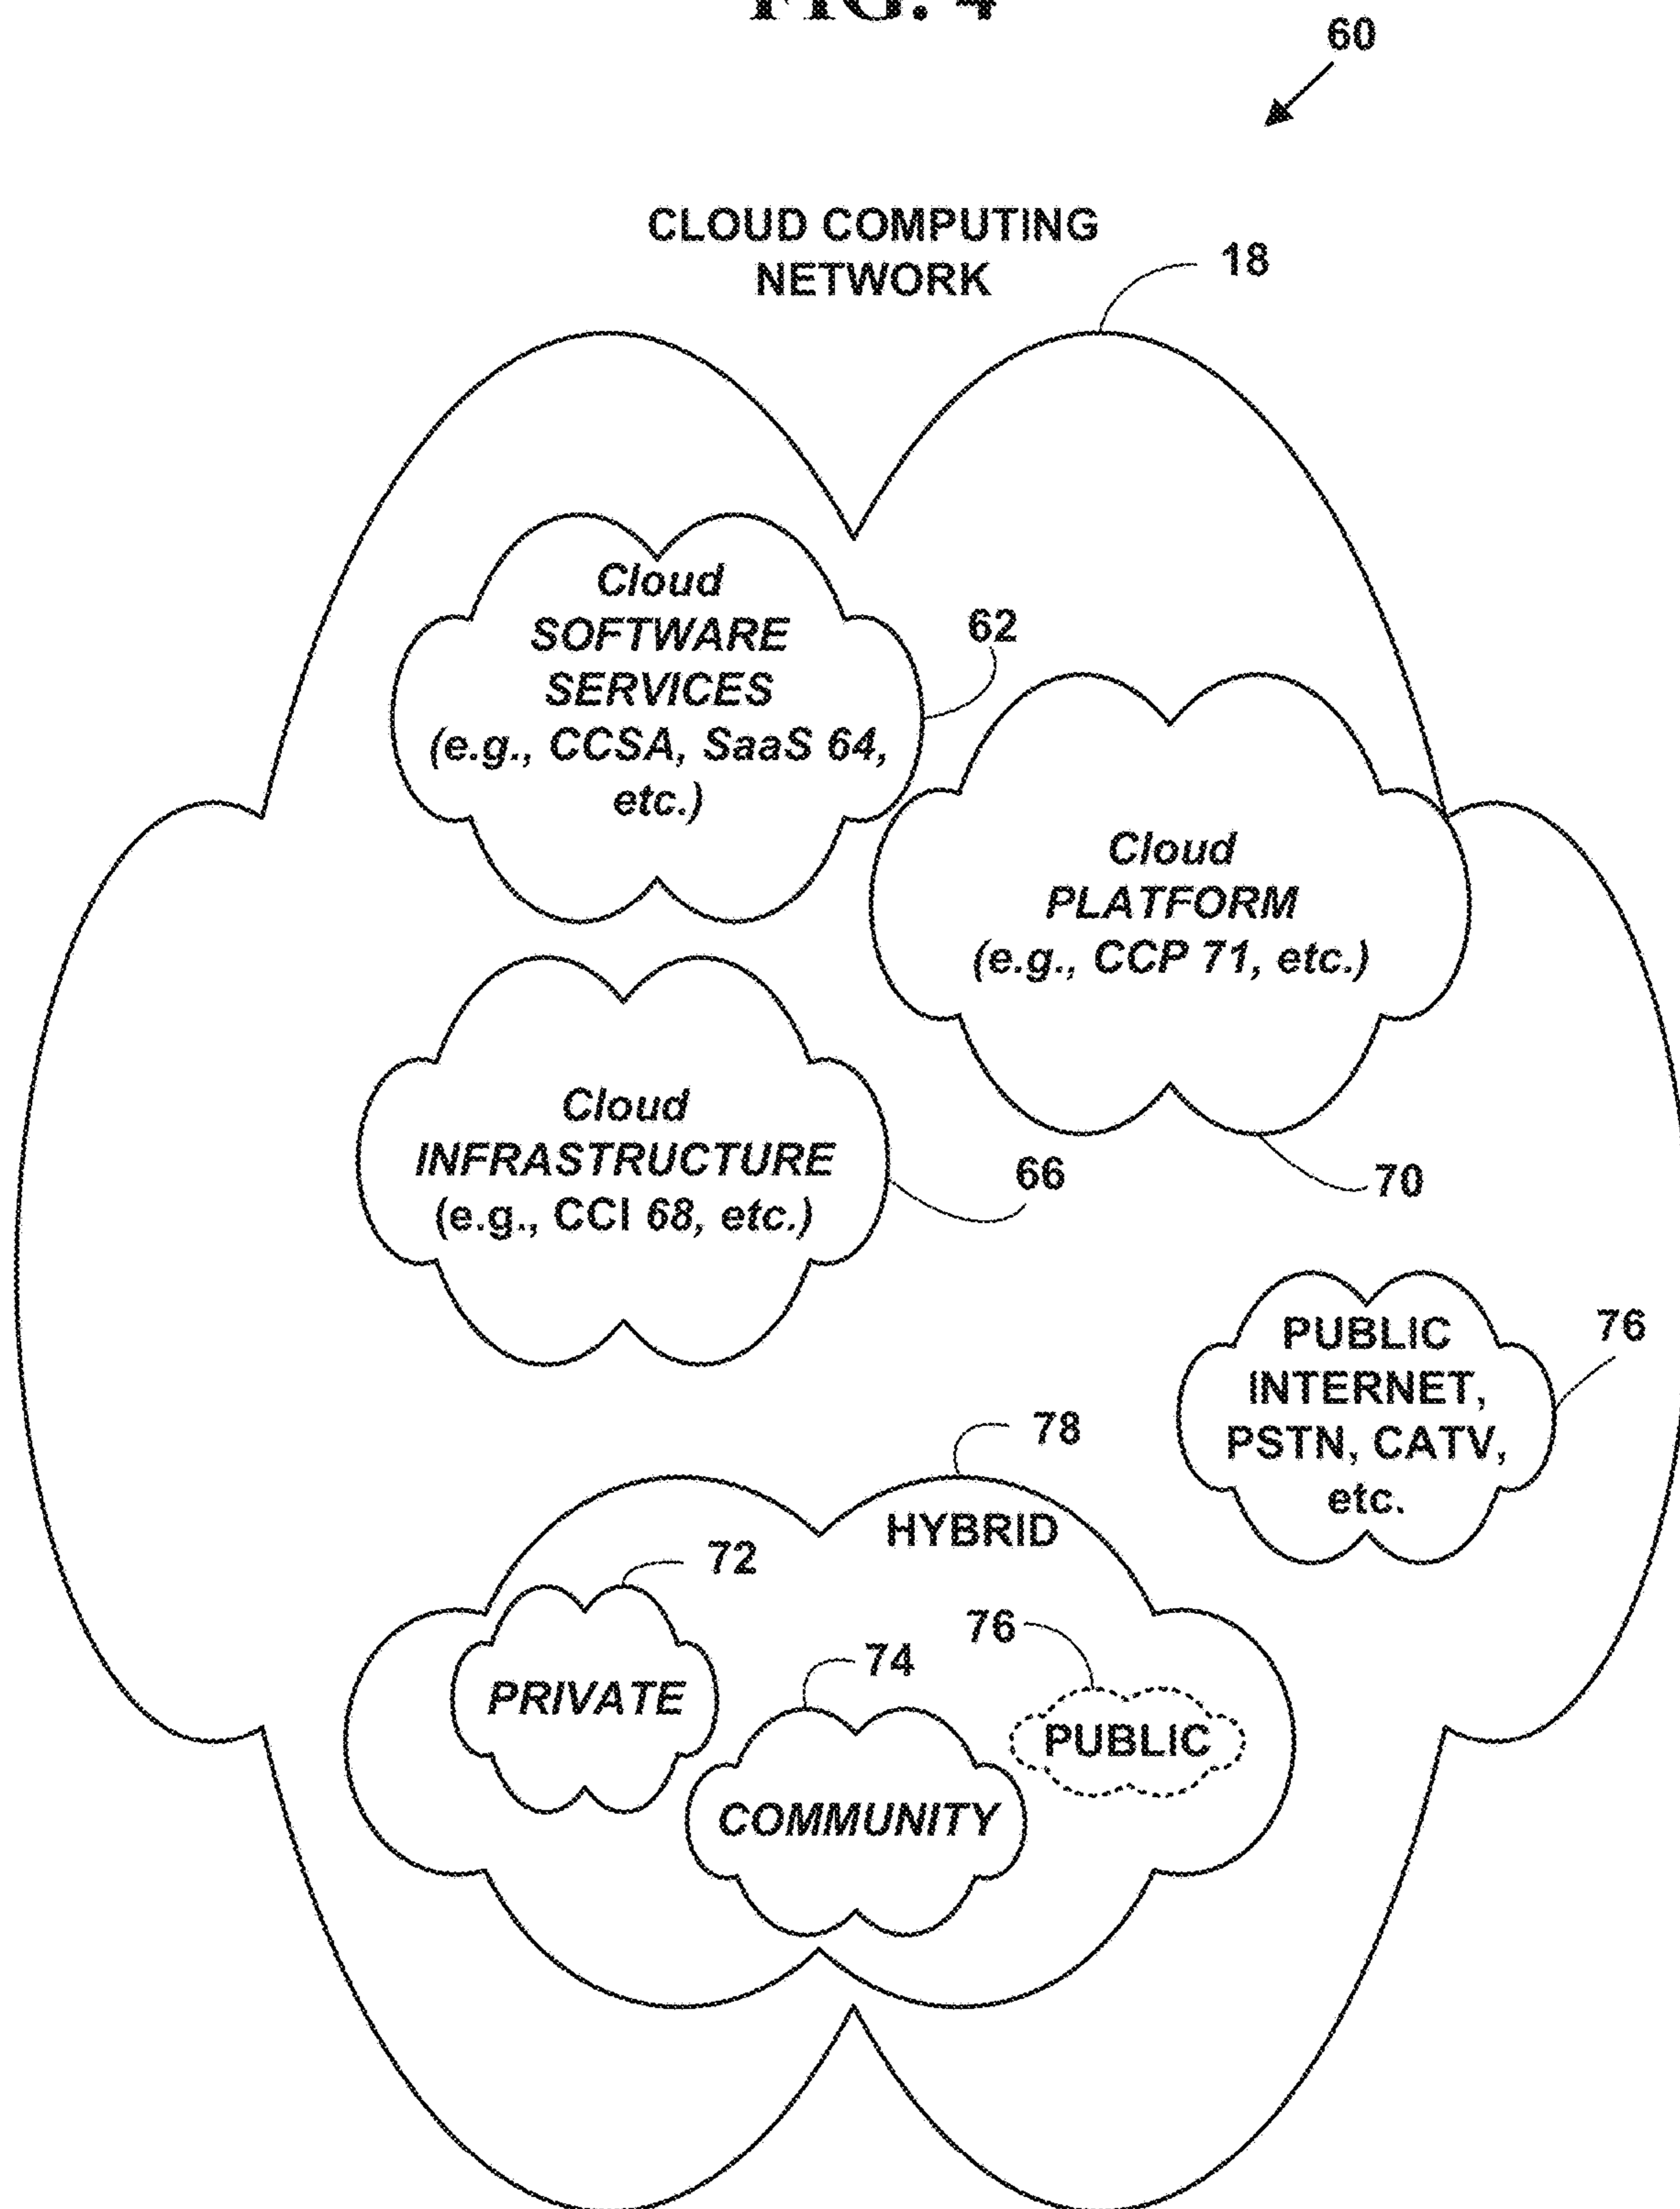 FIG. 4
60
CLOUD COMPUTING
NETWORK
18
Cloud
SOFTWARE
SERVICES
(e.g., CCSA, SaaS 64,
etc.)
62
Cloud
PLATFORM
(e.g., CCP 71, etc.)
70
Cloud
INFRASTRUCTURE
(e.g., CCI 68, etc.)
66
PUBLIC
INTERNET,
PSTN, CATV,
etc.
76
78
HYBRID
72
PRIVATE
74
COMMUNITY
76
PUBLIC